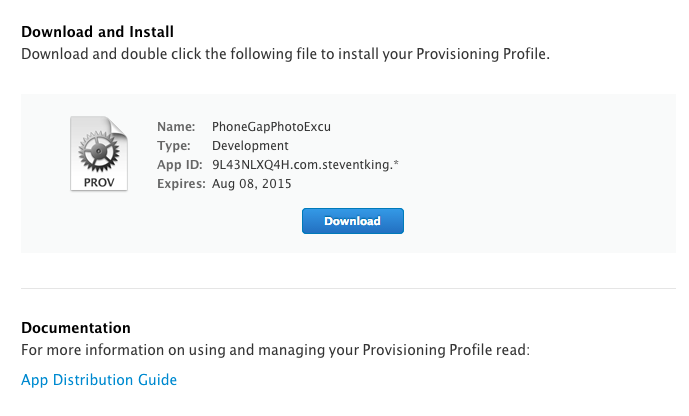 Download and Install
Download and double click the following file to install your Provisioning Profile.
PROV
Name: PhoneGapPhotoExcu
Type: Development
App ID: 9L43NLXQ4H.com.steventking.*
Expires: Aug 08, 2015
Download
Documentation
For more information on using and managing your Provisioning Profile read:
App Distribution Guide